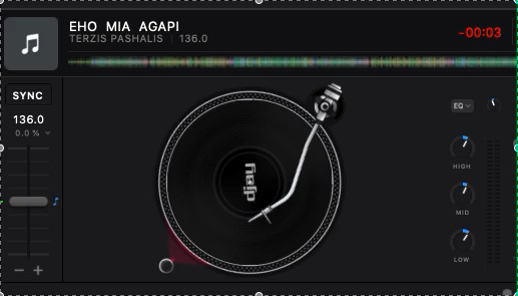 EHO MIA AGAPI
TERZIS PASHALIS | 136.0
-00:03
SYNC
136.0
0.0 %
djay
EQ
HIGH
MID
LOW